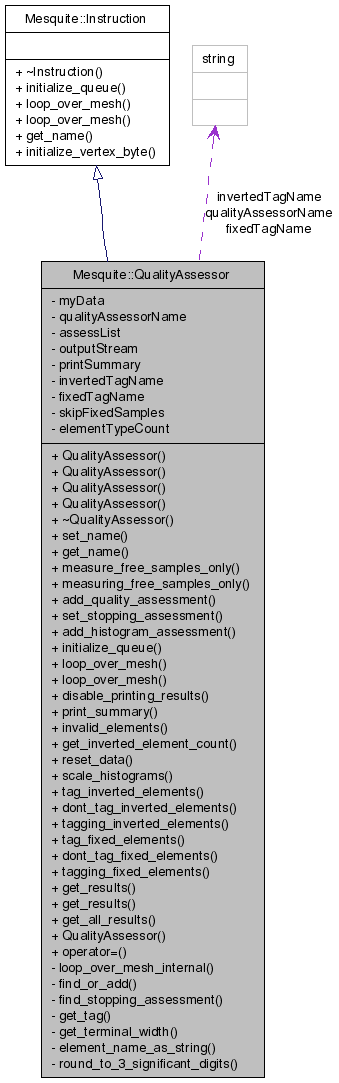 Mesquite::Instruction
+ ~Instruction()
+ initialize_queue()
+ loop_over_mesh()
+ loop_over_mesh()
+ get_name()
+ initialize_vertex_byte()
string
invertedTagName
qualityAssessorName
fixedTagName
Mesquite::QualityAssessor
- myData
- qualityAssessorName
- assessList
- outputStream
- printSummary
- invertedTagName
- fixedTagName
- skipFixedSamples
- elementTypeCount
+ QualityAssessor()
+ QualityAssessor()
+ QualityAssessor()
+ QualityAssessor()
+ ~QualityAssessor()
+ set_name()
+ get_name()
+ measure_free_samples_only()
+ measuring_free_samples_only()
+ add_quality_assessment()
+ set_stopping_assessment()
+ add_histogram_assessment()
+ initialize_queue()
+ loop_over_mesh()
+ loop_over_mesh()
+ disable_printing_results()
+ print_summary()
+ invalid_elements()
+ get_inverted_element_count()
+ reset_data()
+ scale_histograms()
+ tag_inverted_elements()
+ dont_tag_inverted_elements()
+ tagging_inverted_elements()
+ tag_fixed_elements()
+ dont_tag_fixed_elements()
+ tagging_fixed_elements()
+ get_results()
+ get_results()
+ get_all_results()
+ QualityAssessor()
+ operator=()
- loop_over_mesh_internal()
- find_or_add()
- find_stopping_assessment()
- get_tag()
- get_terminal_width()
- element_name_as_string()
- round_to_3_significant_digits()